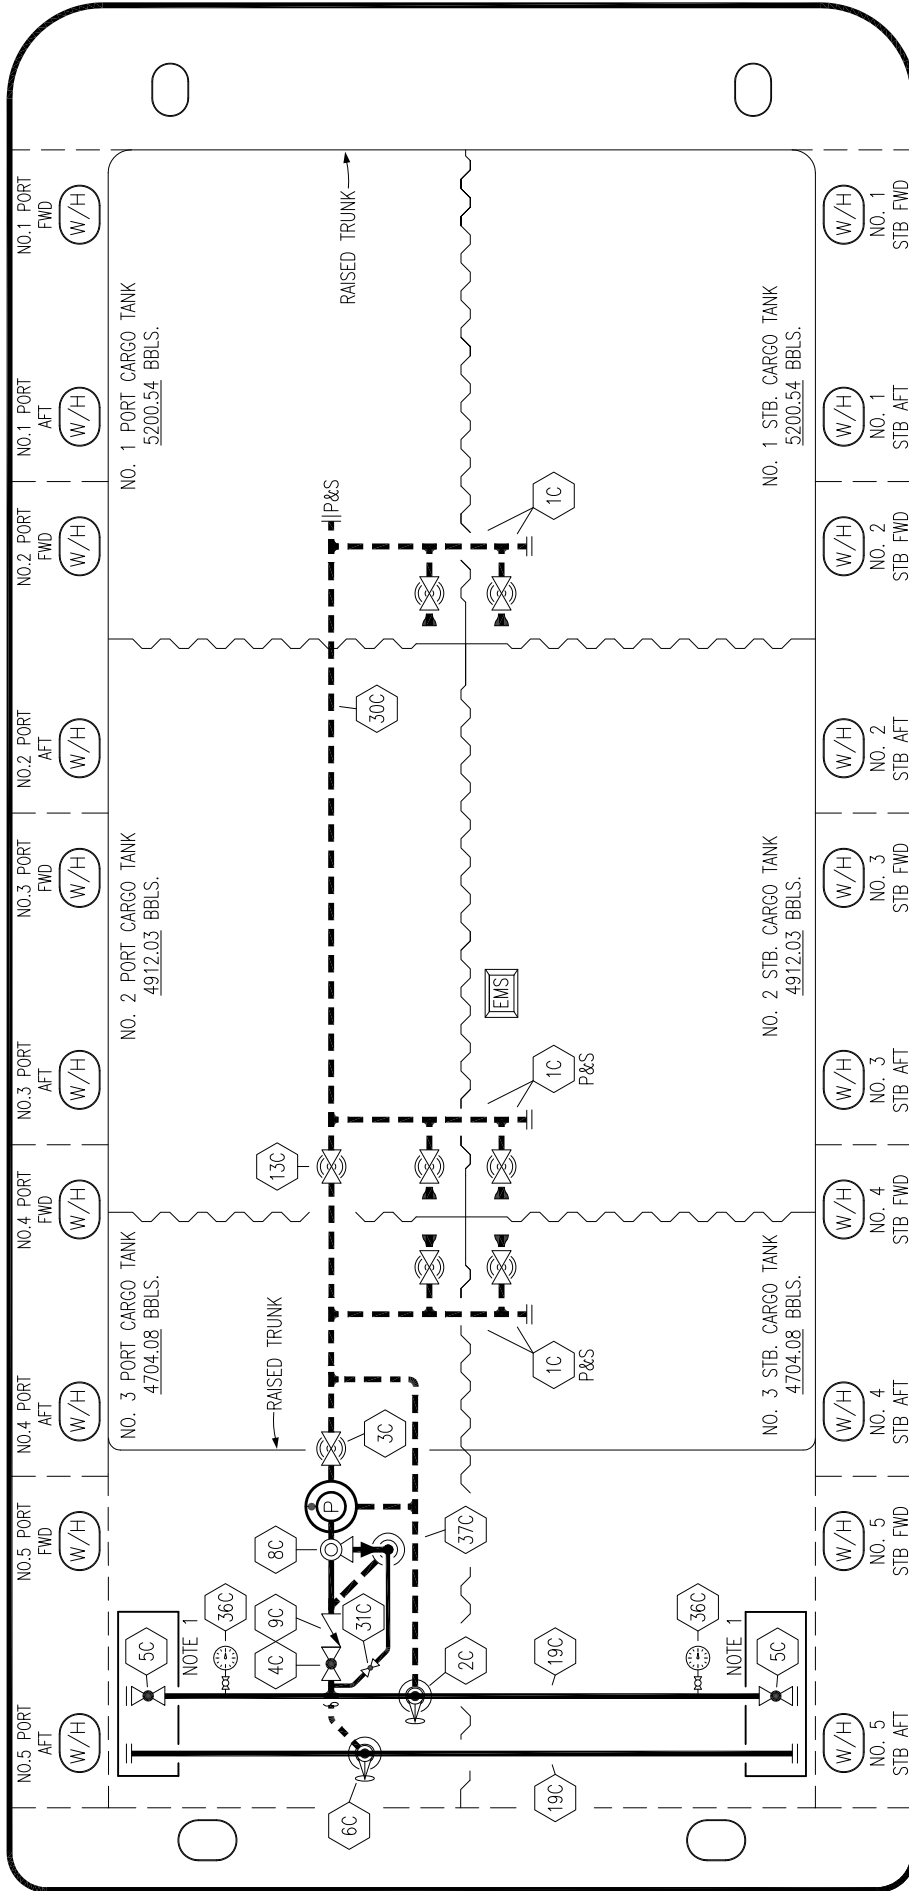 NO.1 PORT
FWD
W/H
NO.1 PORT
AFT
W/H
NO.2 PORT
FWD
W/H
NO.2 PORT
AFT
W/H
NO.3 PORT
FWD
W/H
NO.3 PORT
AFT
W/H
NO.4 PORT
FWD
W/H
NO.4 PORT
AFT
W/H
NO.5 PORT
FWD
W/H
NO.5 PORT
AFT
W/H
NO. 1 PORT CARGO TANK
5200.54 BBLS.
NO. 2 PORT CARGO TANK
4912.03 BBLS.
NO. 3 PORT CARGO TANK
4704.08 BBLS.
RAISED TRUNK
RAISED TRUNK
P&S
30C
1C
13C
1C
P&S
EMS
1C
P&S
3C
P
8C
37C
9C
31C
4C
2C
36C
5C
NOTE 1
6C
19C
19C
36C
5C
NOTE 1
NO. 1 STB. CARGO TANK
5200.54 BBLS.
NO. 2 STB. CARGO TANK
4912.03 BBLS.
NO. 3 STB. CARGO TANK
4704.08 BBLS.
W/H
NO. 1
STB FWD
W/H
NO. 1
STB AFT
W/H
NO. 2
STB FWD
W/H
NO. 2
STB AFT
W/H
NO. 3
STB FWD
W/H
NO. 3
STB AFT
W/H
NO. 4
STB FWD
W/H
NO. 4
STB AFT
W/H
NO. 5
STB FWD
W/H
NO. 5
STB AFT